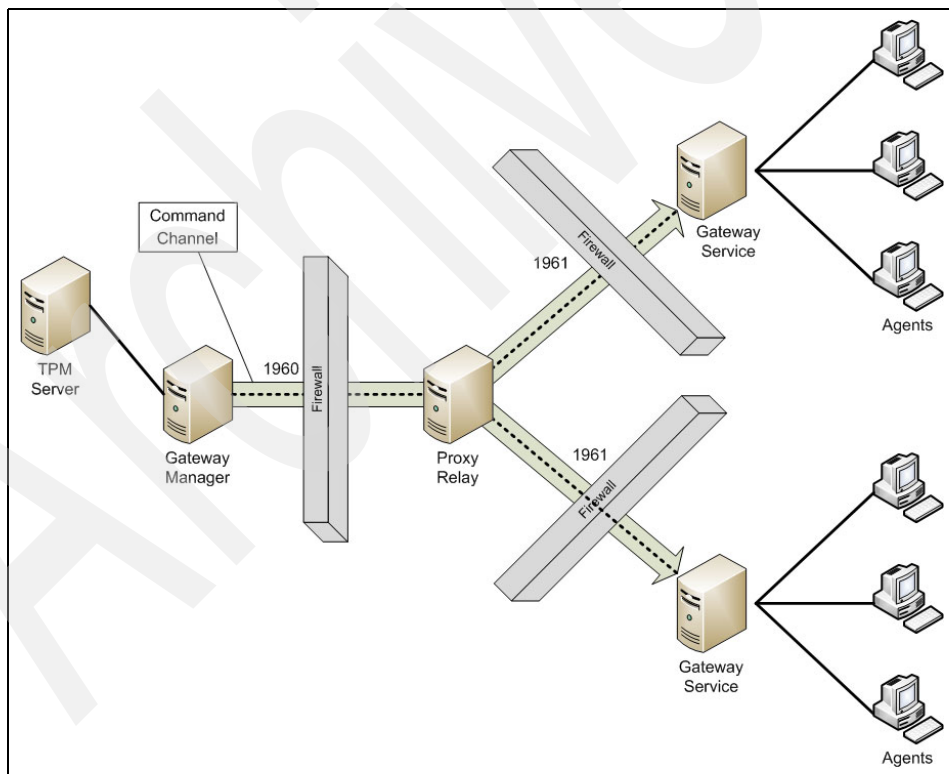 Command
Channel
TPM
Server
Gateway
Manager
1960
Firewall
Proxy
Relay
1961
Firewall
Gateway
Service
Agents
1961
Firewall
Gateway
Service
Agents